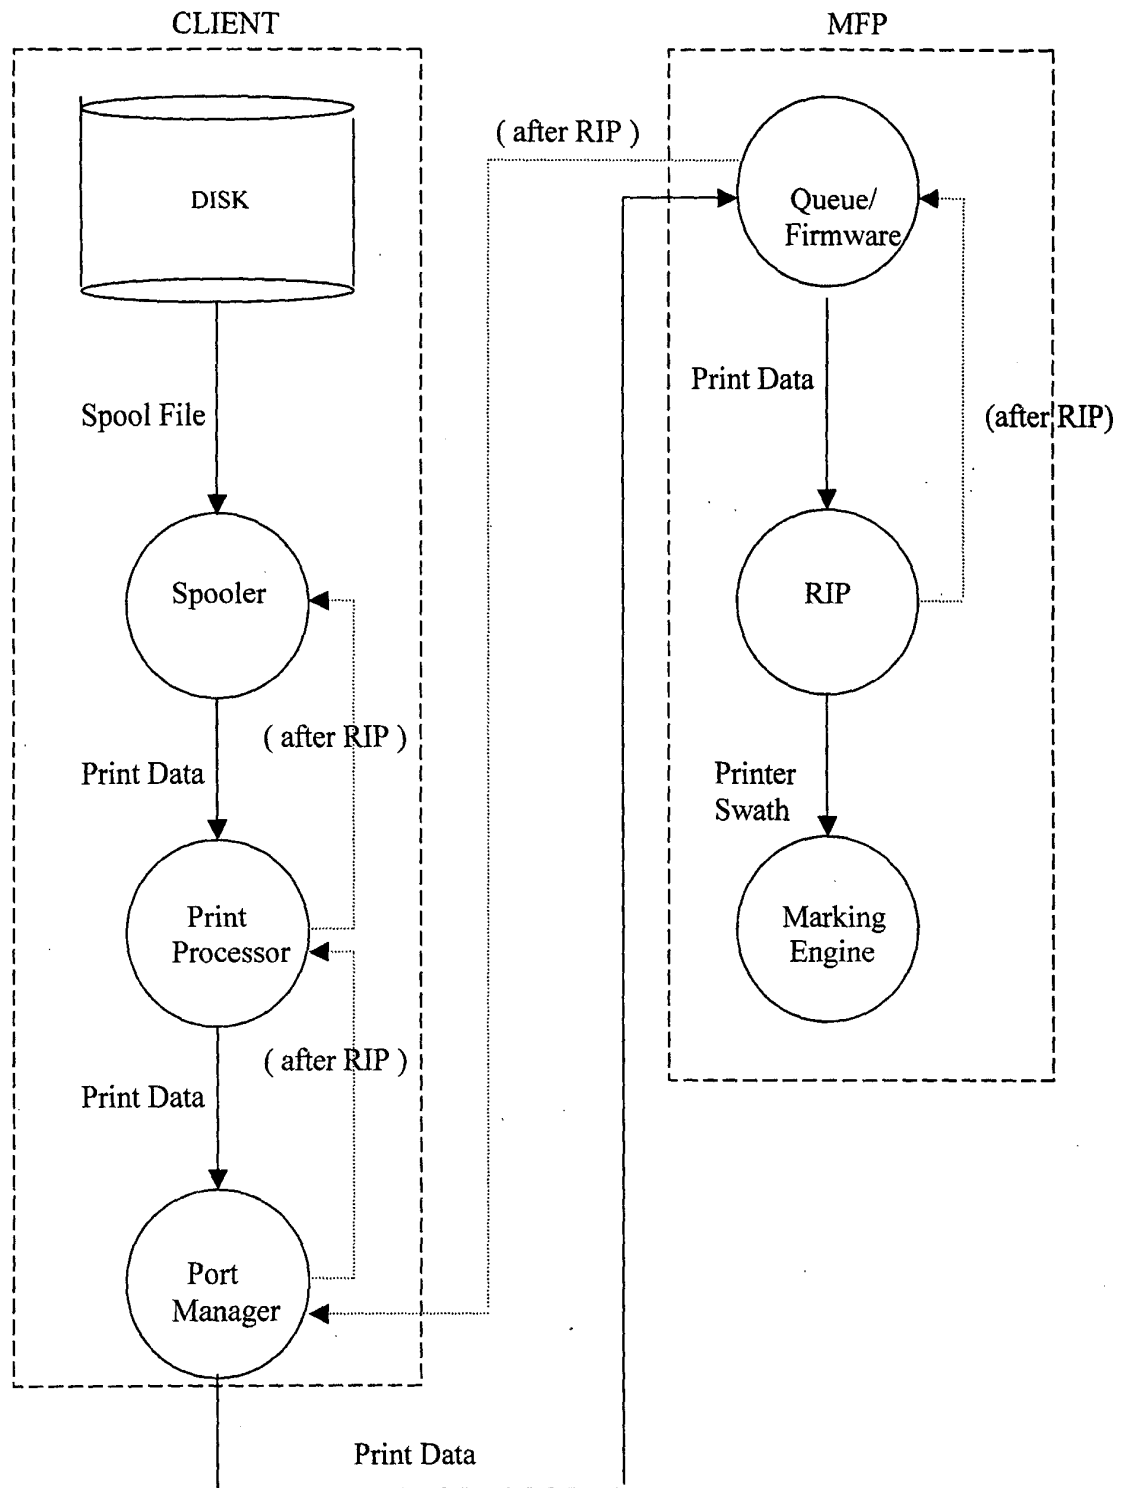 CLIENT
MFP
DISK
( after RIP )
Queue/
Firmware
Print Data
(after RIP)
Spool File
Spooler
RIP
( after RIP )
Print Data
Printer
Swath
Print
Processor
Marking
Engine
( after RIP )
Print Data
Port
Manager
Print Data